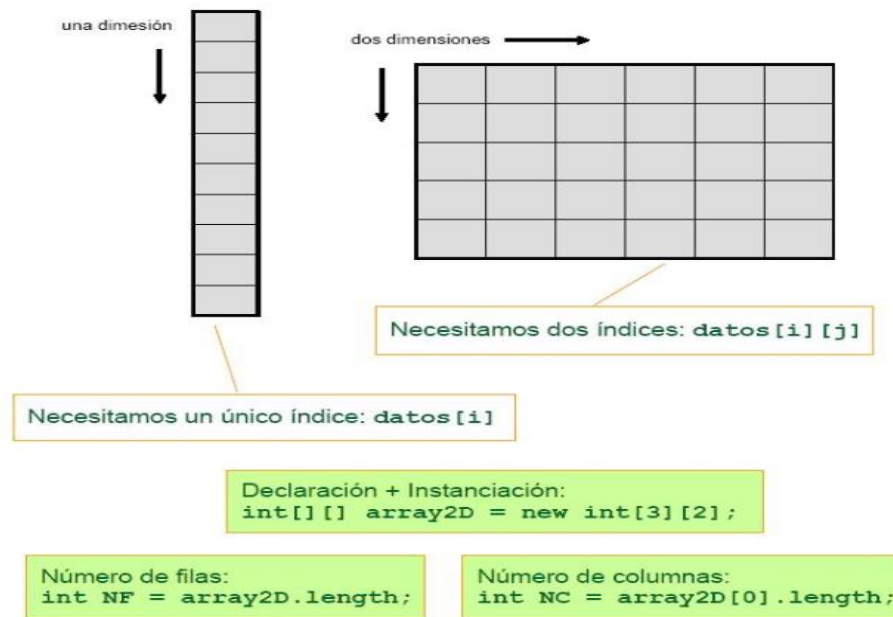 una dimesión
dos dimensiones
Necesitamos dos índices: datos[i][j]
Necesitamos un único índice: datos[i]
Declaración + Instanciación:
int[][] array2D = new int[3][2];
Número de filas:
int NF = array2D.length;
Número de columnas:
int NC = array2D[0].length;